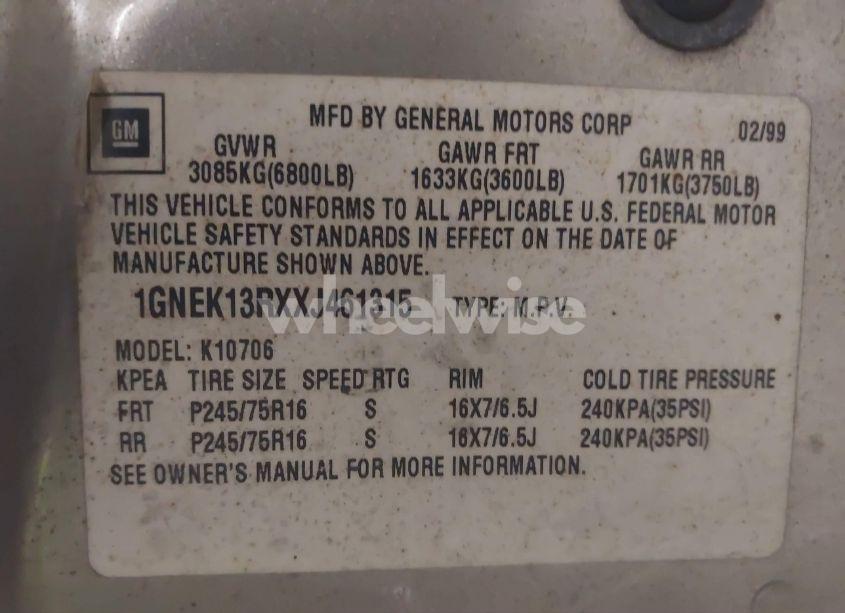 GM
MFD BY GENERAL MOTORS CORP 02/99
GVWR GAWR FRT GAWR RR
3085KG(6800LB) 1633KG(3600LB) 1701KG(3750LB)
THIS VEHICLE CONFORMS TO ALL APPLICABLE U.S. FEDERAL MOTOR
VEHICLE SAFETY STANDARDS IN EFFECT ON THE DATE OF
MANUFACTURE SHOWN ABOVE.
1GNEK13RXXJ461315 TYPE: M.P.V.
wheelwise
MODEL: K10706
KPEA TIRE SIZE SPEED RTG RIM COLD TIRE PRESSURE
FRT P245/75R16 S 16X7/6.5J 240KPA(35PSI)
RR P245/75R16 S 16X7/6.5J 240KPA(35PSI)
SEE OWNER'S MANUAL FOR MORE INFORMATION.